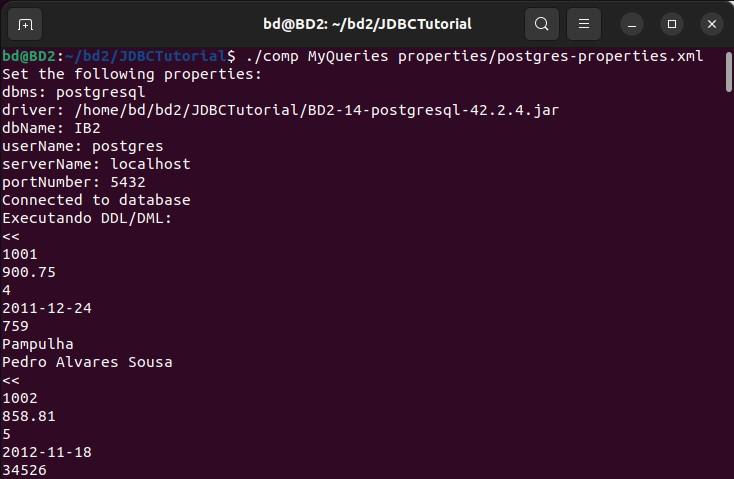 bd@BD2: ~/bd2/JDBCTutorial
bd@BD2:~/bd2/JDBCTutorial$ ./comp MyQueries properties/postgres-properties.xml
Set the following properties:
dbms: postgresql
driver: /home/bd/bd2/JDBCTutorial/BD2-14-postgresql-42.2.4.jar
dbName: IB2
userName: postgres
serverName: localhost
portNumber: 5432
Connected to database
Executando DDL/DML:
<<
1001
900.75
4
2011-12-24
759
Pampulha
Pedro Alvares Sousa
<<
1002
858.81
5
2012-11-18
34526